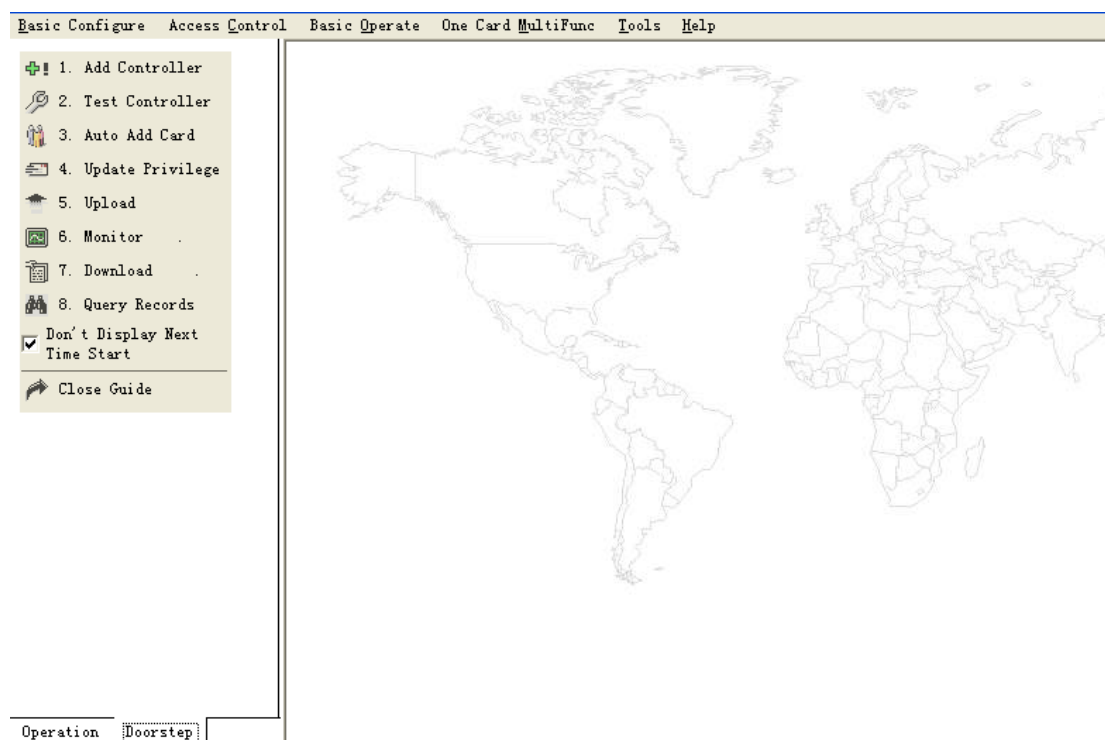 Basic Configure Access Control Basic Operate One Card MultiFunc Tools Help
1. Add Controller
2. Test Controller
3. Auto Add Card
4. Update Privilege
5. Upload
6. Monitor .
7. Download .
8. Query Records
Don't Display Next
Time Start
Close Guide
Operation Doorstep